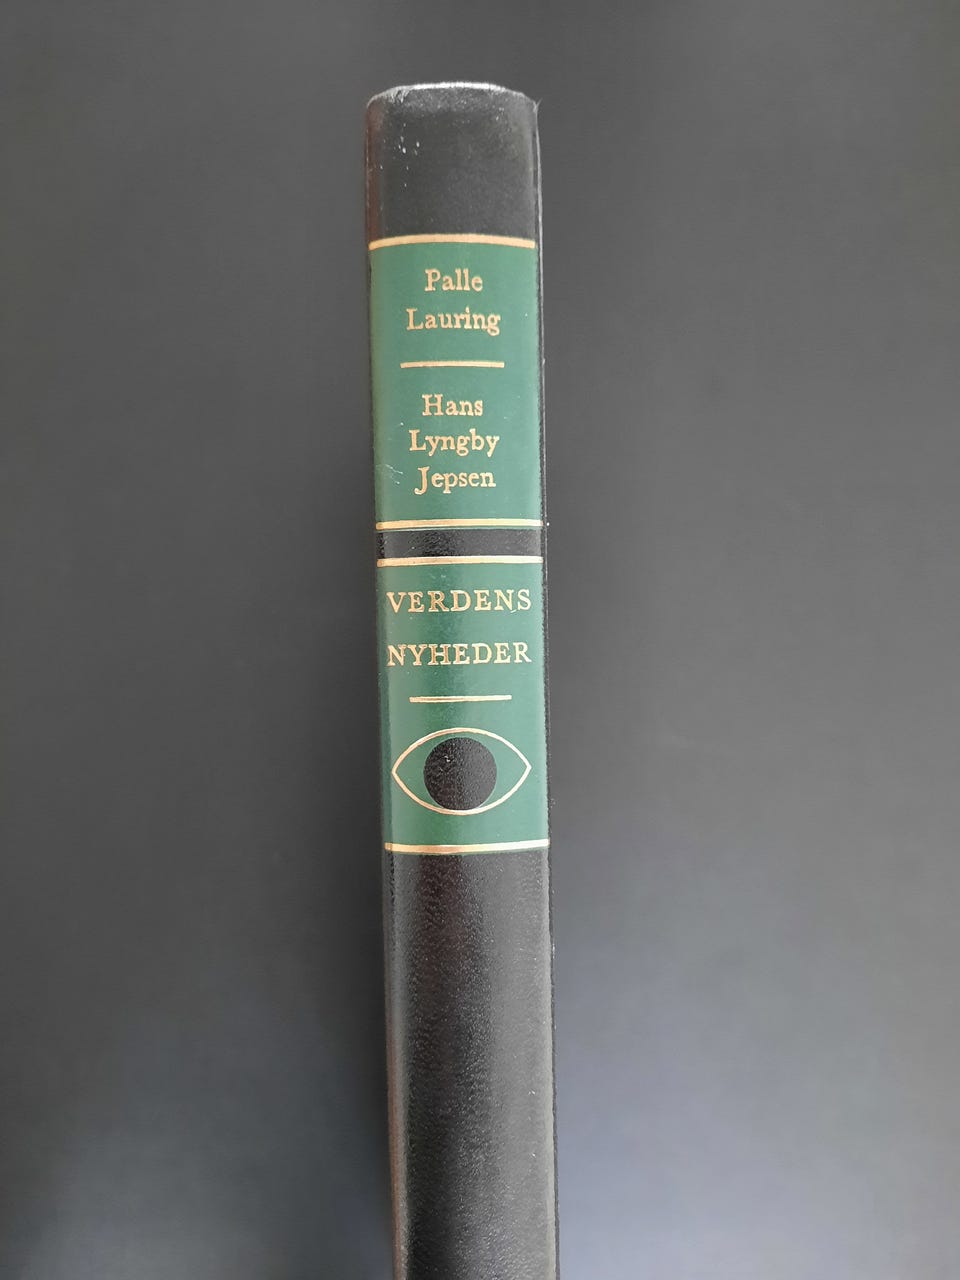 Palle
Lauring
Hans
Lyngby
Jepsen
VERDENS
NYHEDER